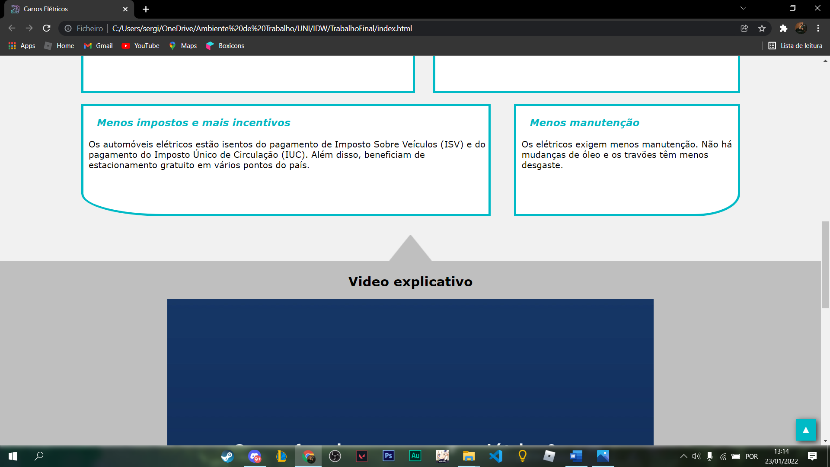 Carros Elétricos
Ficheiro | C:/Users/sergi/OneDrive/Ambiente%20de%20Trabalho/UNI/IDW/TrabalhoFinal/index.html
Apps Home Gmail YouTube Maps Boxicons Lista de leitura
Menos impostos e mais incentivos
Os automóveis elétricos estão isentos do pagamento de Imposto Sobre Veículos (ISV) e do
pagamento do Imposto Único de Circulação (IUC). Além disso, beneficiam de
estacionamento gratuito em vários pontos do país.
Menos manutenção
Os elétricos exigem menos manutenção. Não há
mudanças de óleo e os travões têm menos
desgaste.
Video explicativo
POR
13:14
23/01/2022